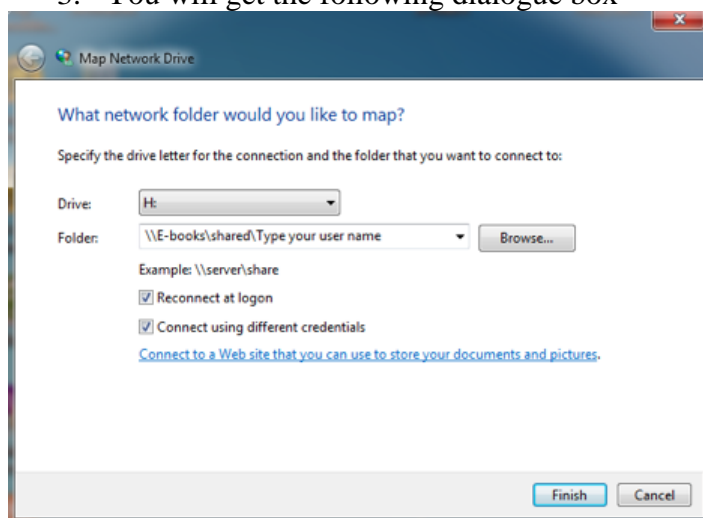 3. You will get the following dialogue box
Map Network Drive
What network folder would you like to map?
Specify the drive letter for the connection and the folder that you want to connect to:
Drive: H:
Folder: \\E-books\shared\Type your user name Browse...
Example: \\server\share
Reconnect at logon
Connect using different credentials
Connect to a Web site that you can use to store your documents and pictures.
Finish Cancel